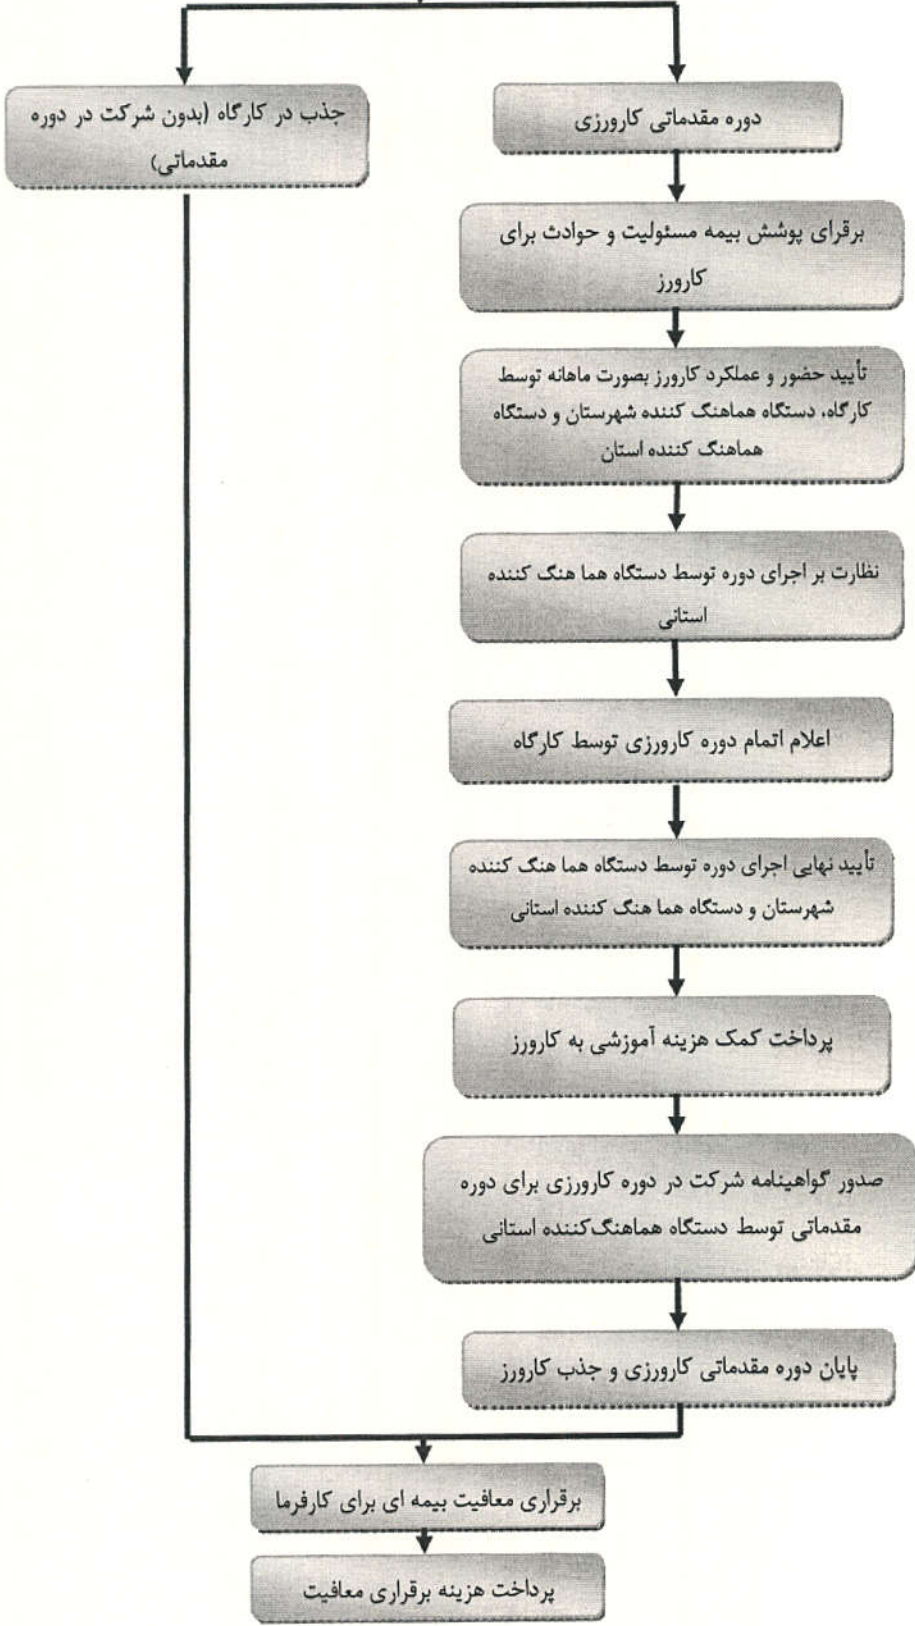 دوره مقدماتی کارورزی
جذب در کارگاه (بدون شرکت در دوره
مقدماتی)
برقرای پوشش بیمه مسئولیت و حوادث برای
کارورز
تأیید حضور و عملکرد کارورز بصورت ماهانه توسط
کارگاه، دستگاه هماهنگ کننده شهرستان و دستگاه
هماهنگ کننده استان
نظارت بر اجرای دوره توسط دستگاه هما هنگ کننده
استانی
اعلام اتمام دوره کارورزی توسط کارگاه
تأیید نهایی اجرای دوره توسط دستگاه هما هنگ کننده
شهرستان و دستگاه هما هنگ کننده استانی
پرداخت کمک هزینه آموزشی به کارورز
صدور گواهینامه شرکت در دوره کارورزی برای دوره
مقدماتی توسط دستگاه هماهنگ‌کننده استانی
پایان دوره مقدماتی کارورزی و جذب کارورز
برقراری معافیت بیمه ای برای کارفرما
پرداخت هزینه برقراری معافیت